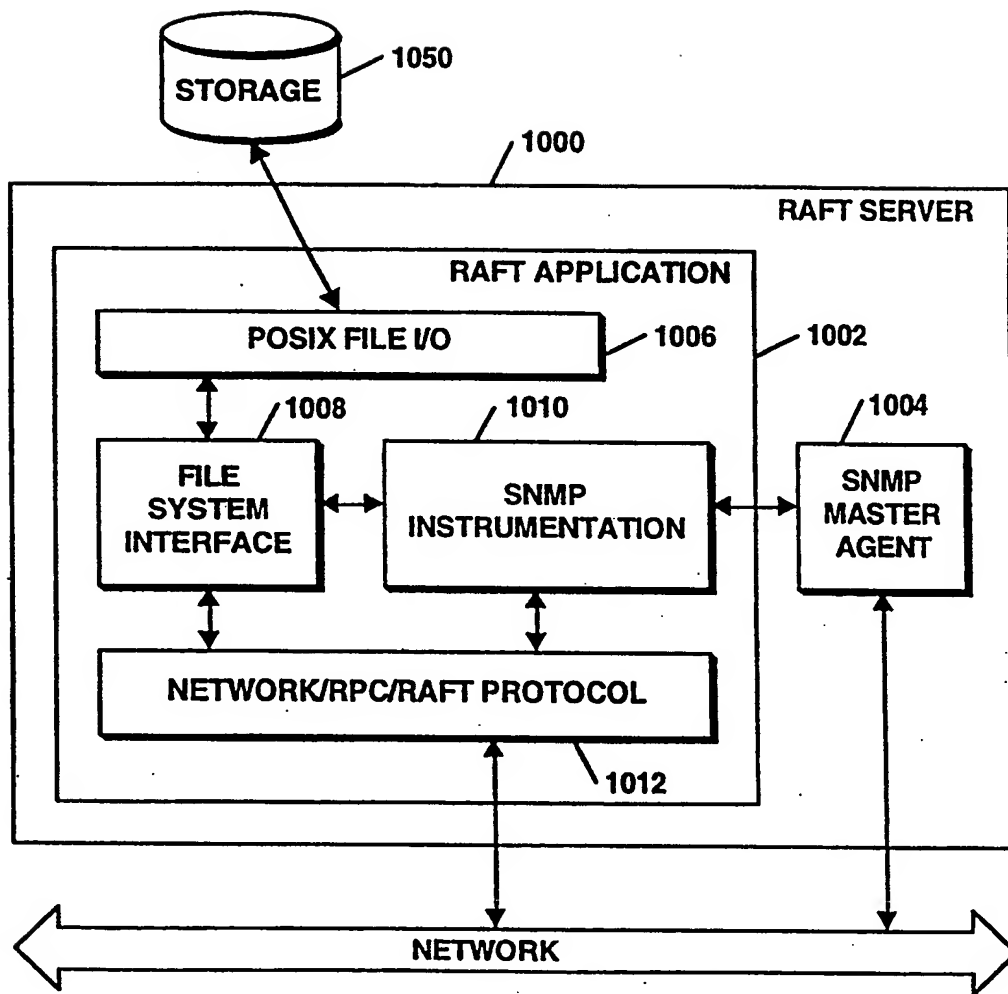 STORAGE
1050
1000
RAFT SERVER
RAFT APPLICATION
POSIX FILE I/O
1006
1002
1008
1010
1004
FILE
SYSTEM
INTERFACE
SNMP
INSTRUMENTATION
SNMP
MASTER
AGENT
NETWORK/RPC/RAFT PROTOCOL
1012
NETWORK